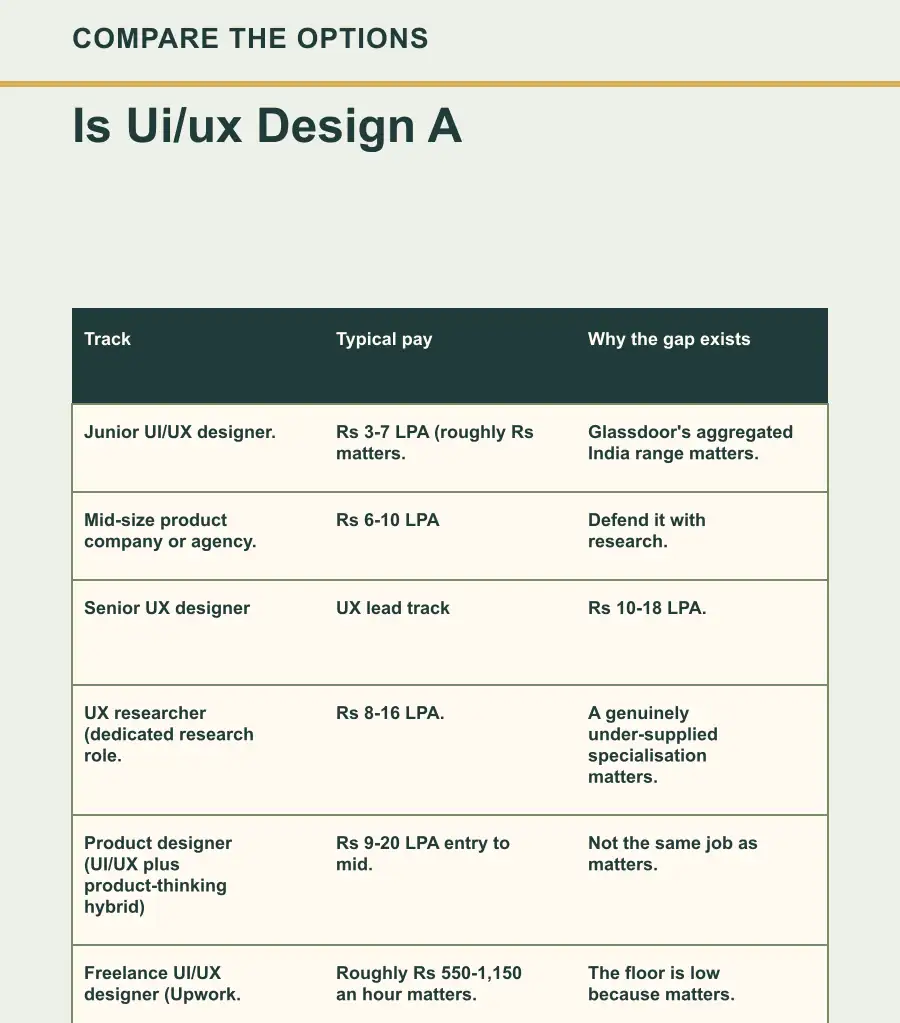 COMPARE THE OPTIONS
Is Ui/ux Design A
Track
Typical pay
Why the gap exists
Junior UI/UX designer.
Rs 3-7 LPA (roughly Rs
matters.
Glassdoor's aggregated
India range matters.
Mid-size product
company or agency.
Rs 6-10 LPA
Defend it with
research.
Senior UX designer
UX lead track
Rs 10-18 LPA.
UX researcher
(dedicated research
role.
Rs 8-16 LPA.
A genuinely
under-supplied
specialisation
matters.
Product designer
(UI/UX plus
product-thinking
hybrid)
Rs 9-20 LPA entry to
mid.
Not the same job as
matters.
Freelance UI/UX
designer (Upwork.
Roughly Rs 550-1,150
an hour matters.
The floor is low
because matters.